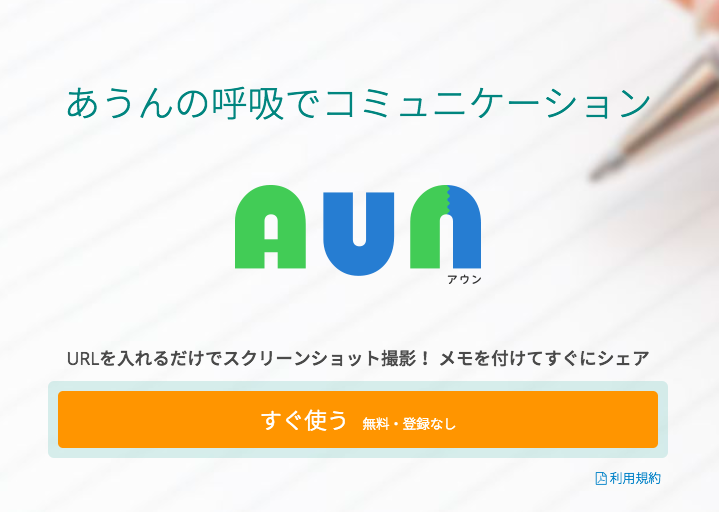 あうんの呼吸でコミュニケーション
AUN
アウン
URLを入れるだけでスクリーンショット撮影！ メモを付けてすぐにシェア
すぐ使う 無料・登録なし
利用規約